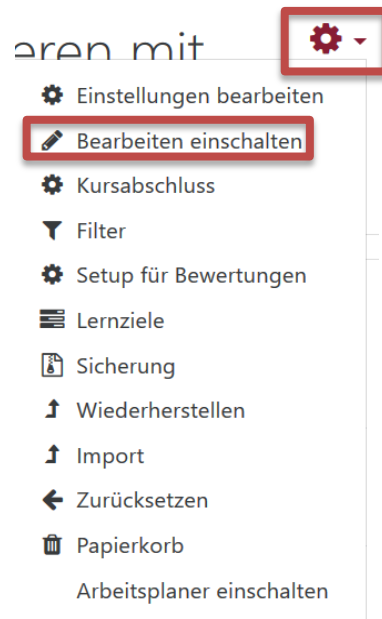 eren mit
Einstellungen bearbeiten
Bearbeiten einschalten
Kursabschluss
Filter
Setup für Bewertungen
Lernziele
Sicherung
Wiederherstellen
Import
Zurücksetzen
Papierkorb
Arbeitsplaner einschalten